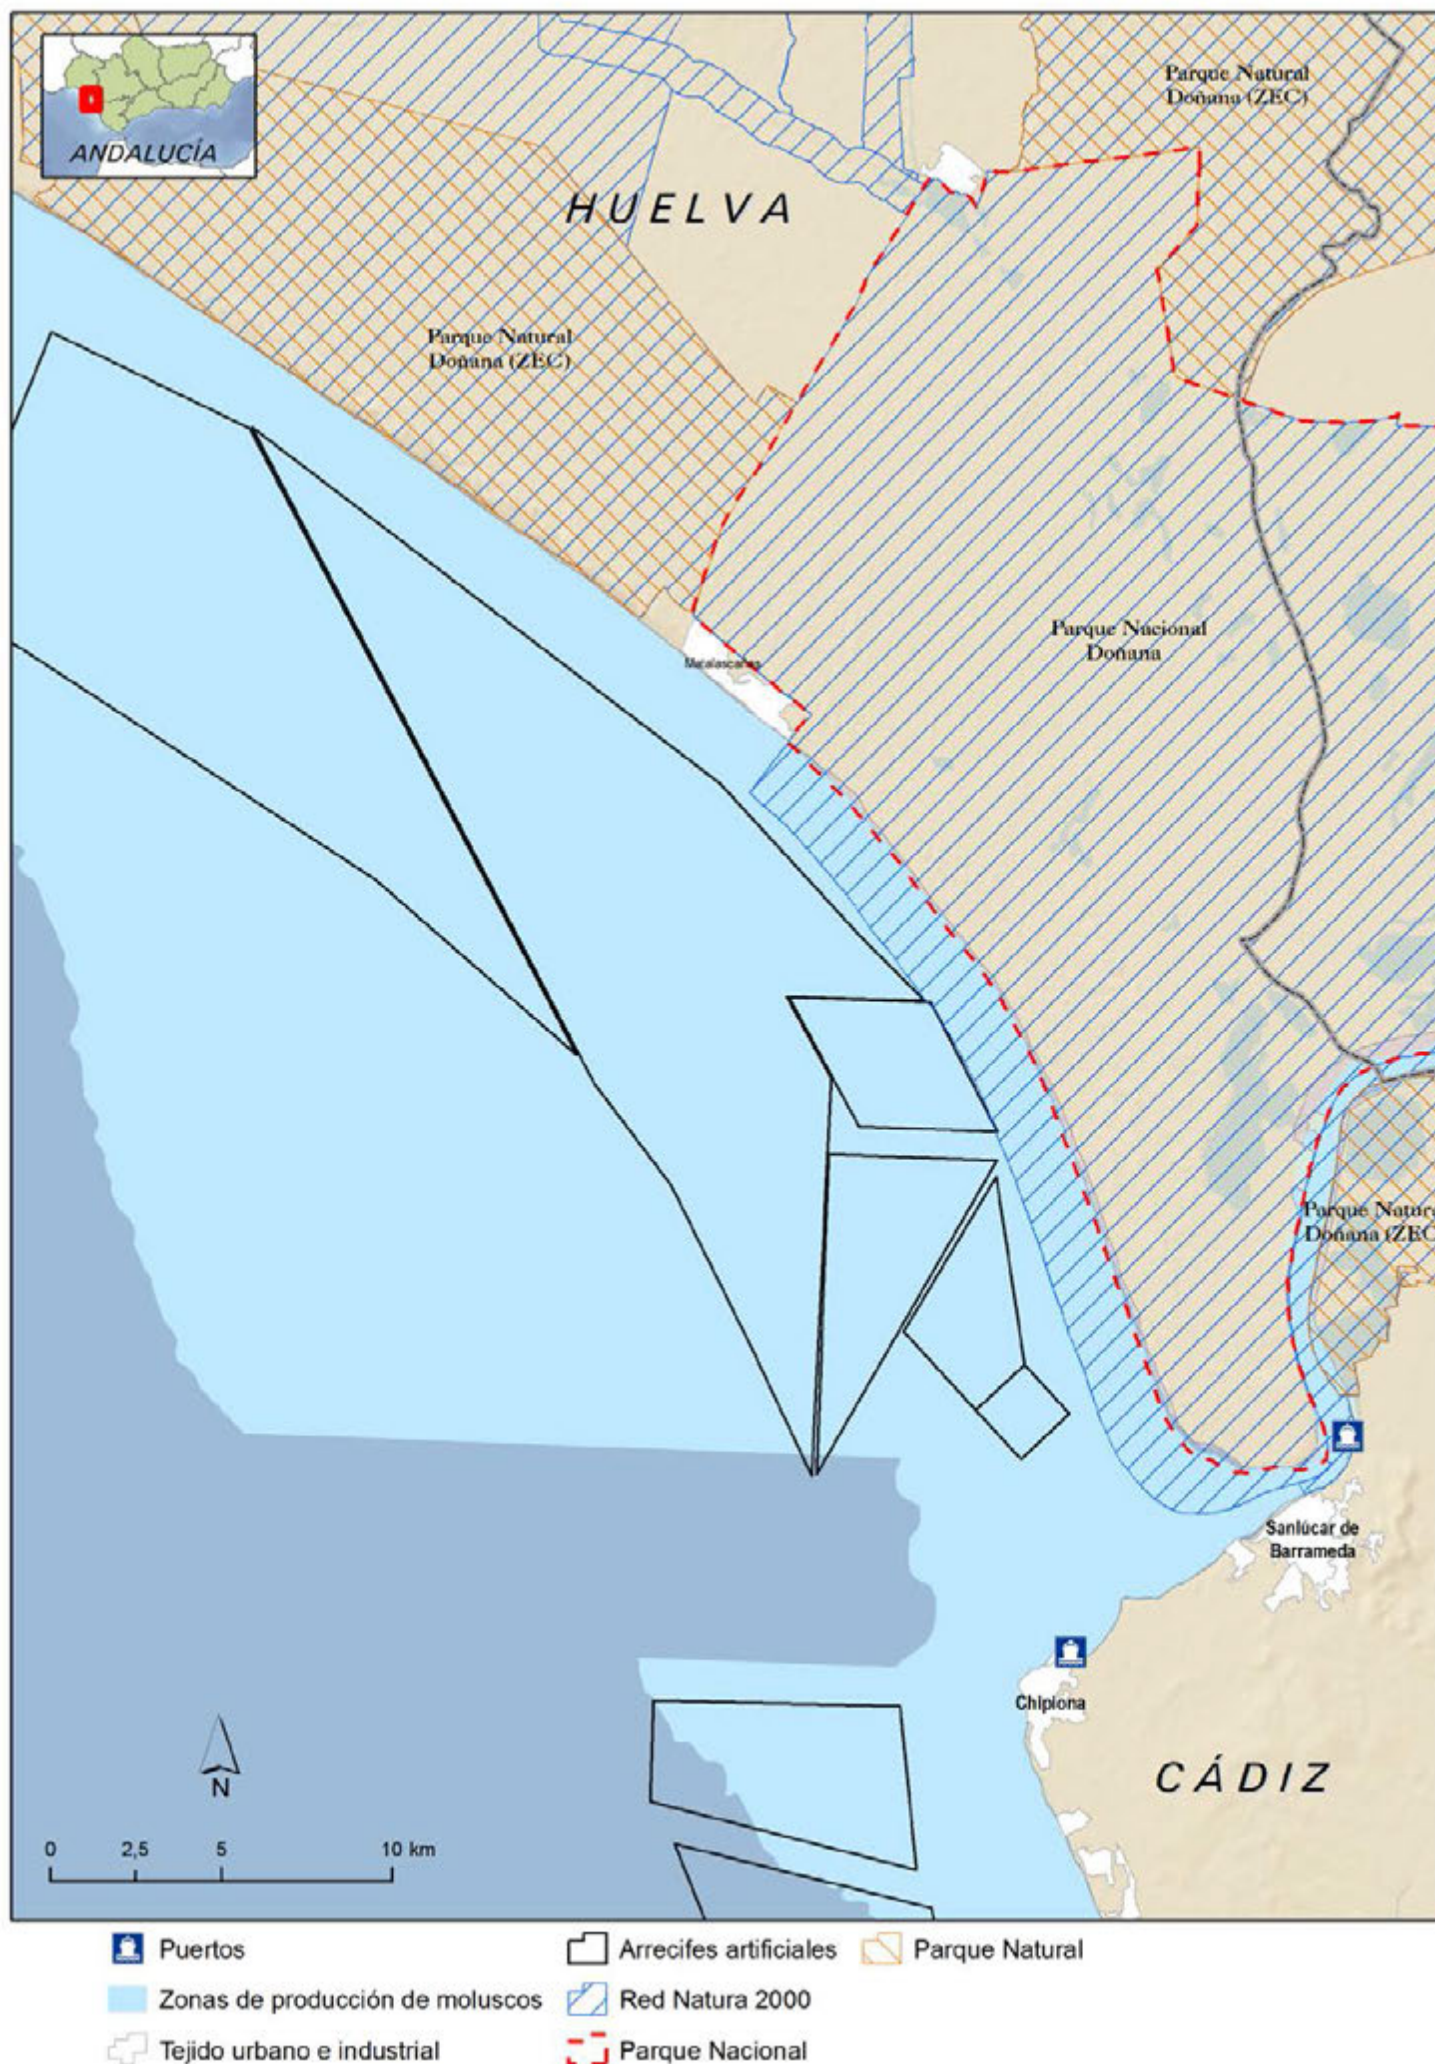 ANDALUCÍA
Parque Natural
Doñana (ZEC)
HUELVA
Parque Natural
Doñana (ZEC)
Parque Nacional
Doñana
Matalascañas
Parque Natura
Doñana (ZEC
Sanlúcar de
Barrameda
Chipiona
CÁDIZ
N
0 2,5 5 10 km
Puertos
Arrecifes artificiales
Parque Natural
Zonas de producción de moluscos
Red Natura 2000
Tejido urbano e industrial
Parque Nacional